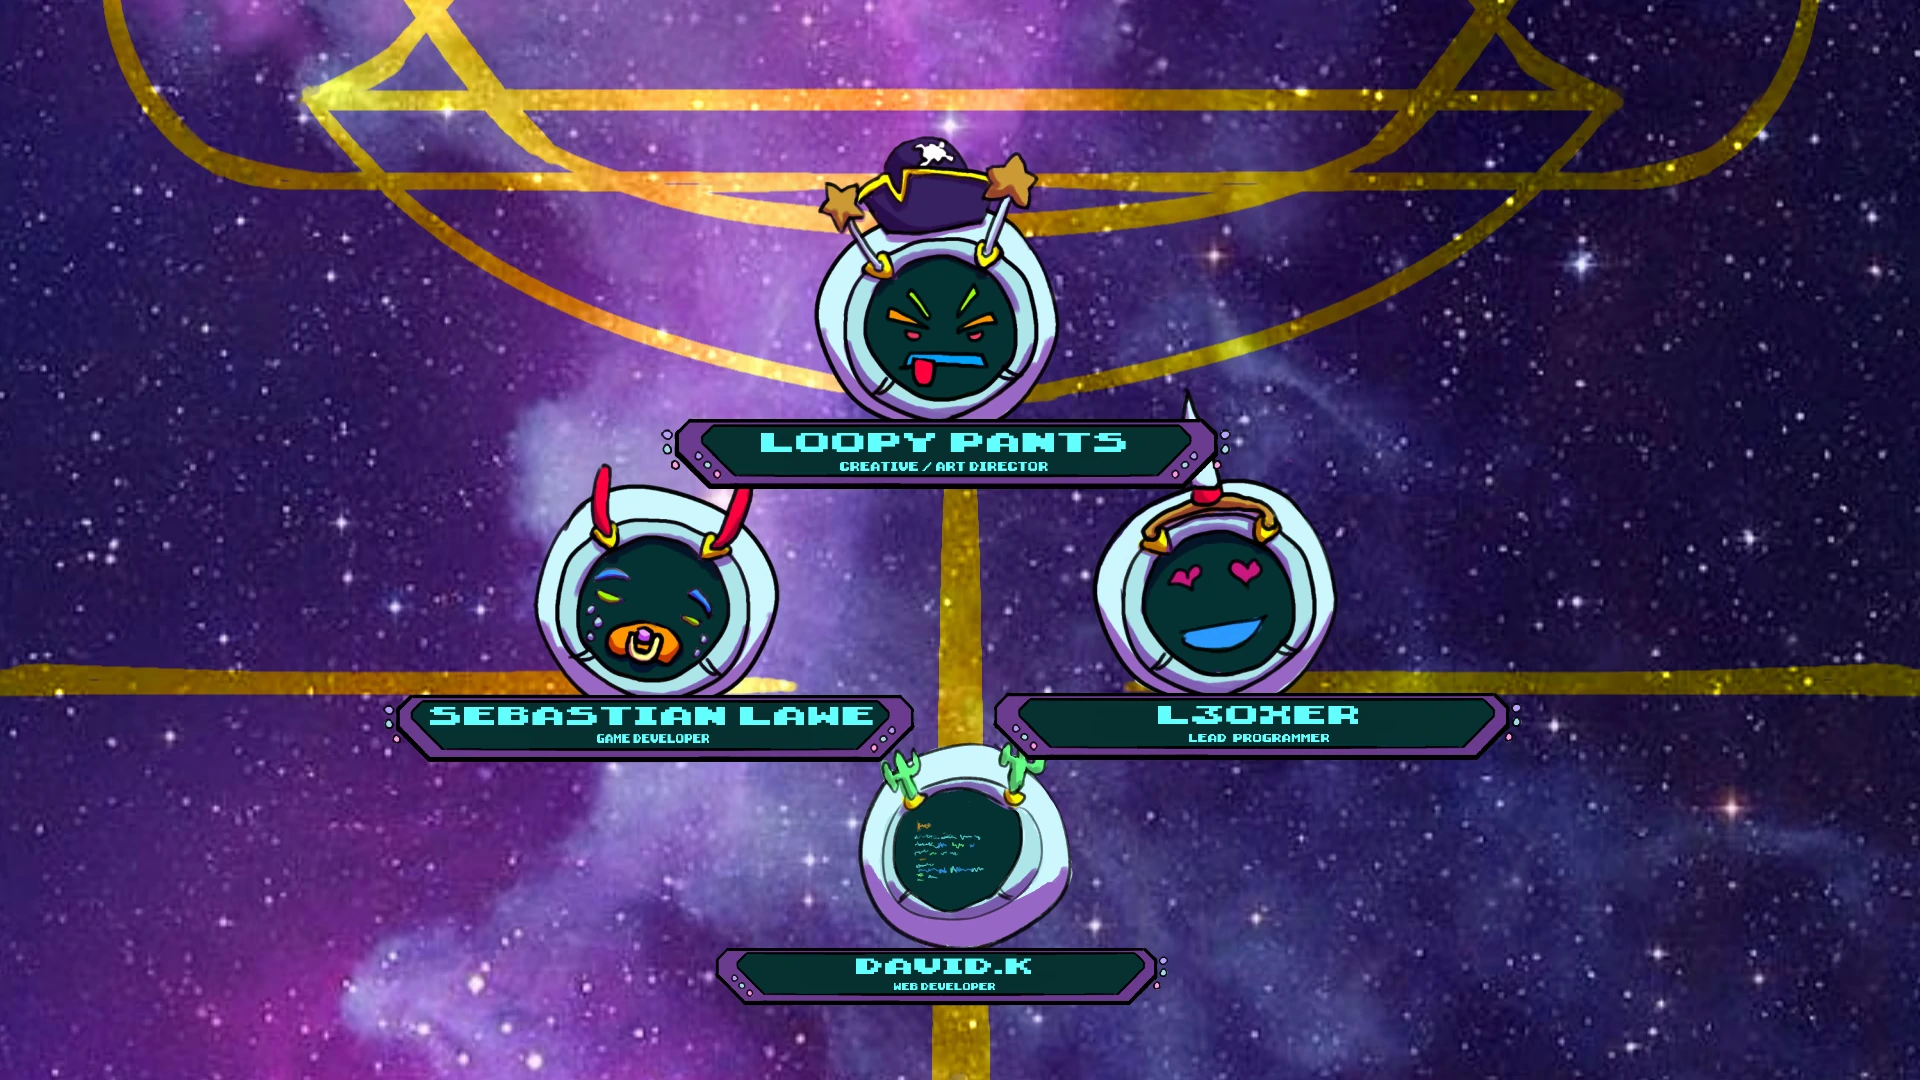 LOOPY PANTS
CREATIVE / ART DIRECTOR
SEBASTIAN LAWE
GAME DEVELOPER
L3OXER
LEAD PROGRAMMER
DAVID.K
WEB DEVELOPER